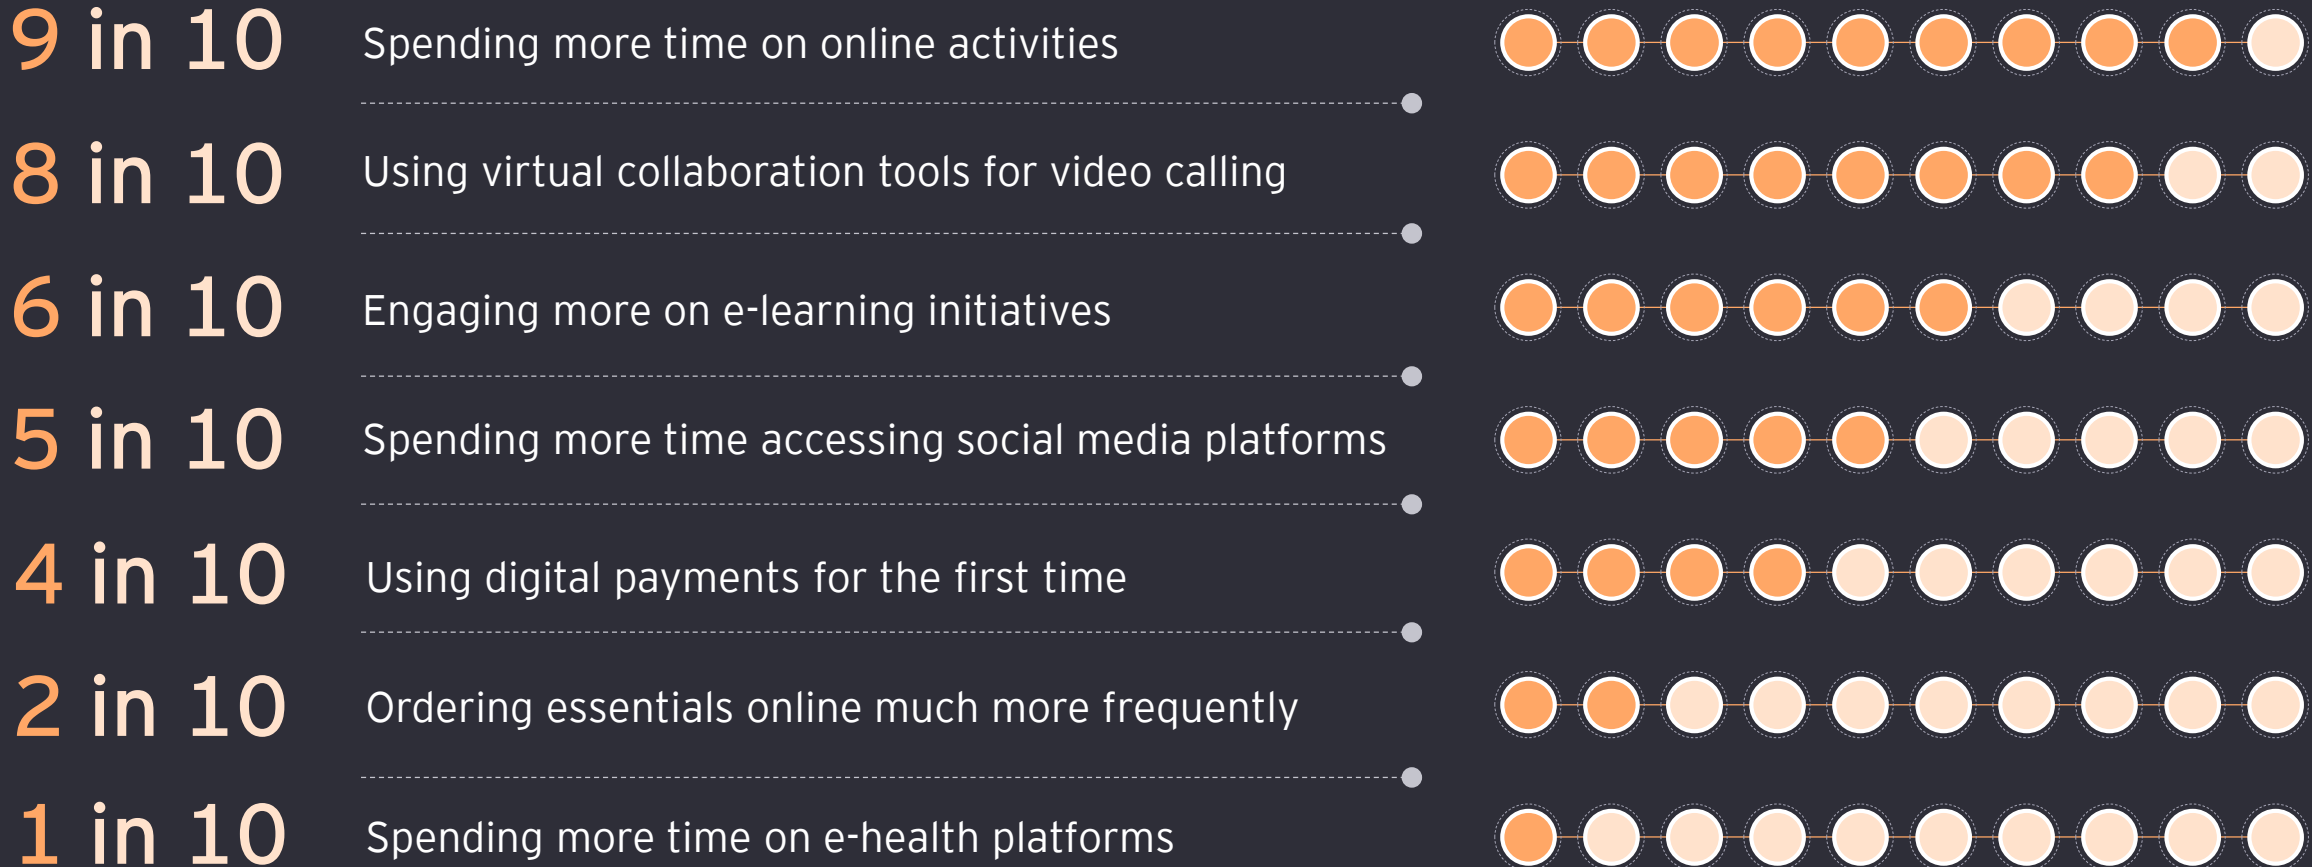 9 in 10 Spending more time on online activities
8 in 10 Using virtual collaboration tools for video calling
6 in 10 Engaging more on e-learning initiatives
5 in 10 Spending more time accessing social media platforms
4 in 10 Using digital payments for the first time
2 in 10 Ordering essentials online much more frequently
1 in 10 Spending more time on e-health platforms